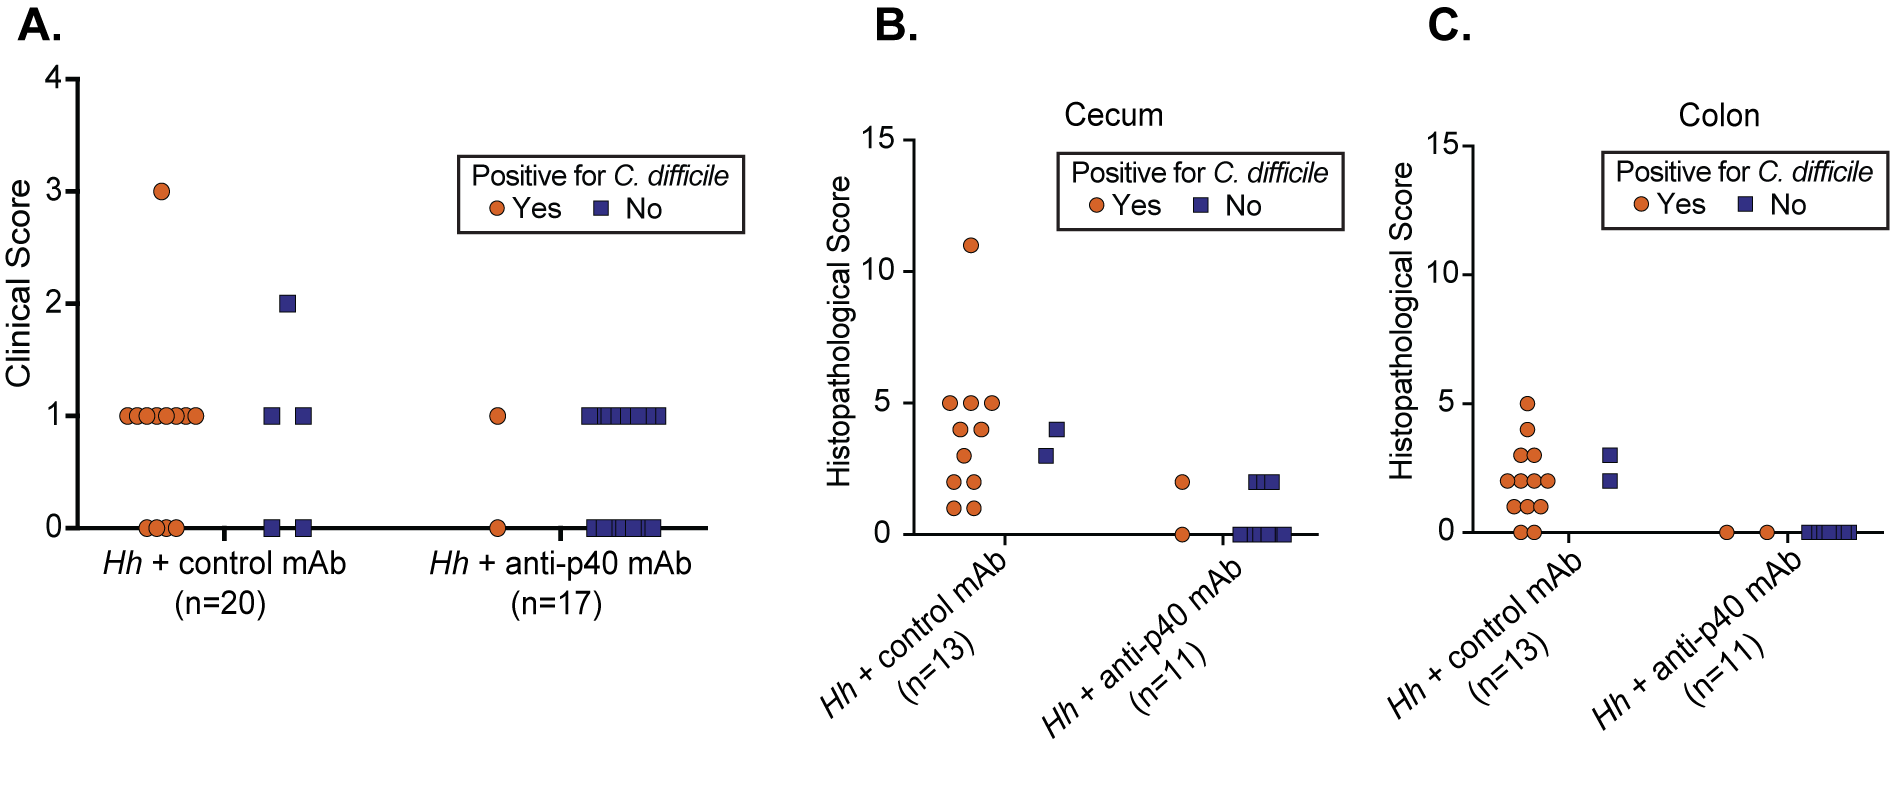 A.
4
3
2
1
0
Clinical Score
Positive for C. difficile
Yes No
Hh + control mAb
(n=20)
Hh + anti-p40 mAb
(n=17)
B.
Cecum
15
10
5
0
Histopathological Score
Positive for C. difficile
Yes No
Hh + control mAb
(n=13)
Hh + anti-p40 mAb
(n=11)
C.
Colon
15
10
5
0
Histopathological Score
Positive for C. difficile
Yes No
Hh + control mAb
(n=13)
Hh + anti-p40 mAb
(n=11)